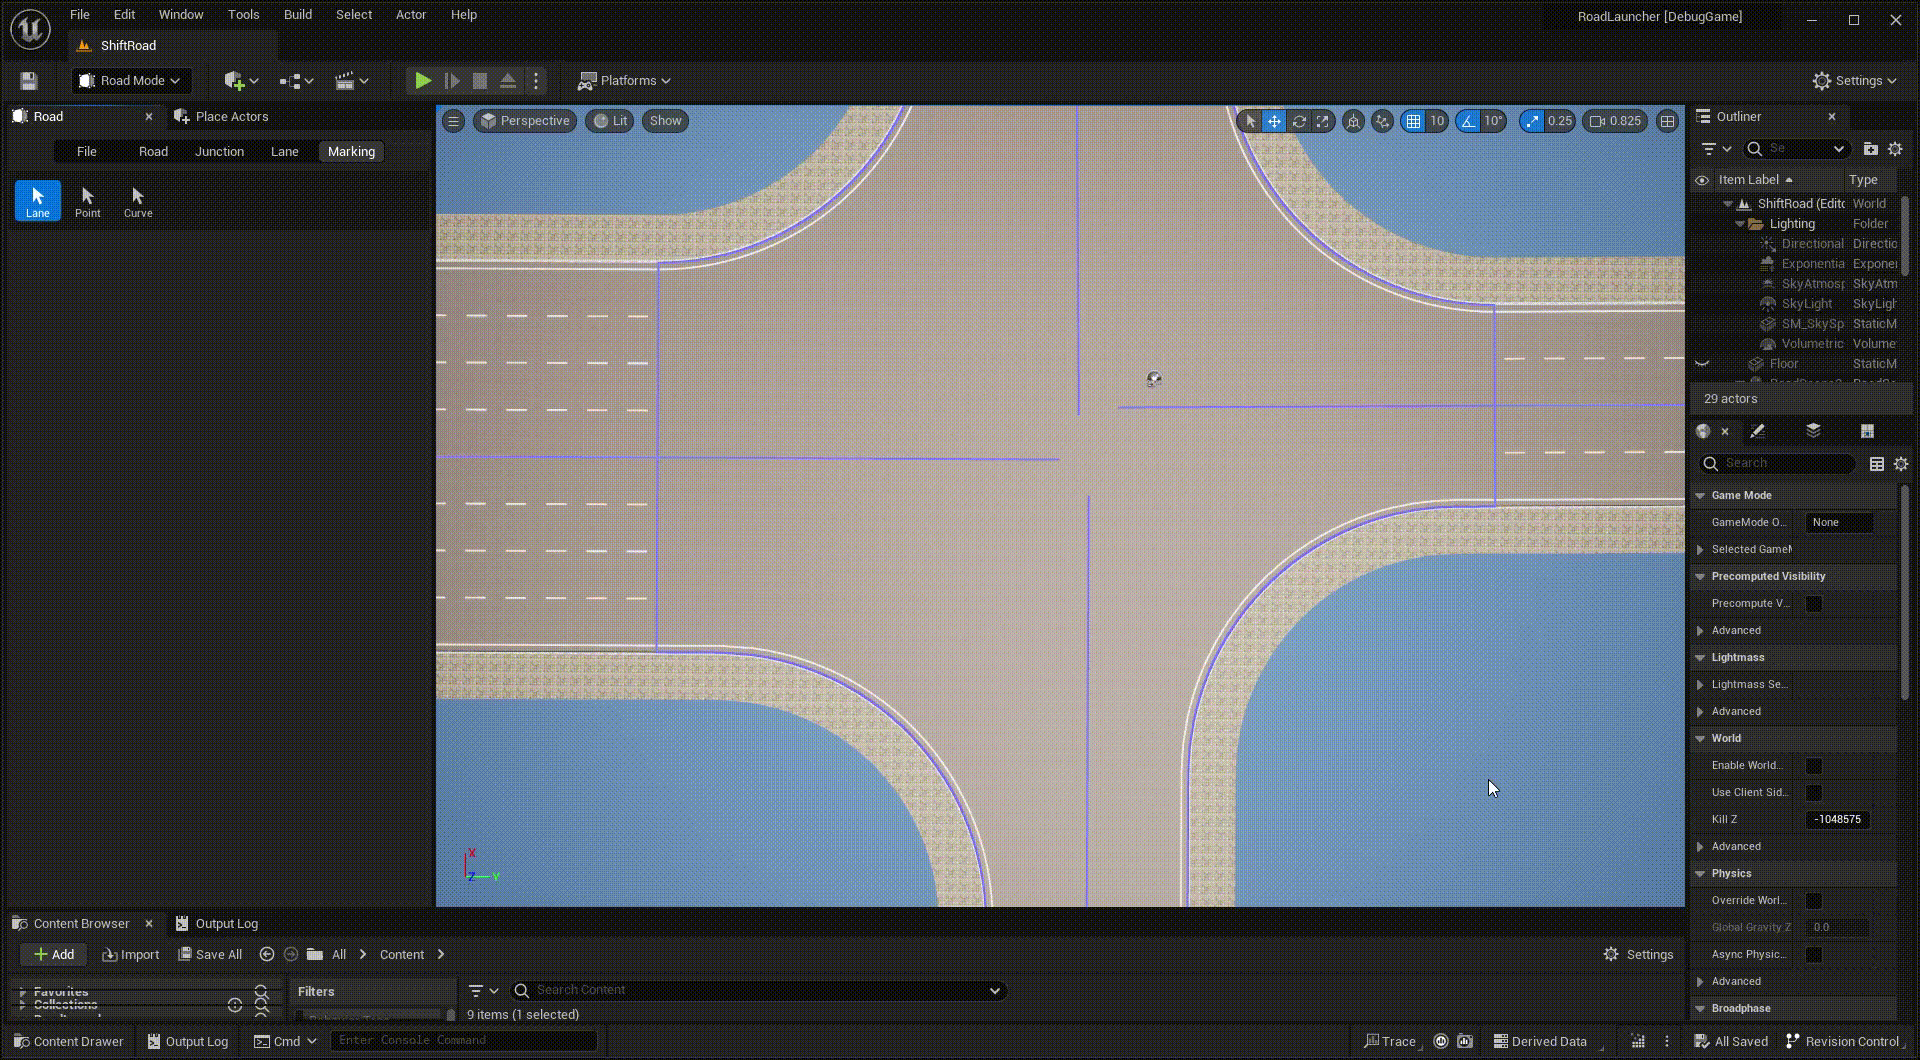 File Edit Window Tools Build Select Actor Help
RoadLauncher [DebugGame]
ShiftRoad
Road Mode
Platforms
Settings
Road
Place Actors
File Road Junction Lane Marking
Lane Point Curve
Perspective Lit Show
10 10° 0.25 0.825
X
Z Y
Outliner
Se
Item Label Type
ShiftRoad (Edito World
Lighting Folder
Directional Directio
Exponentia Exponen
SkyAtmosp SkyAtm
SkyLight SkyLigh
SM_SkySp StaticM
Volumetric Volume
Floor StaticM
29 actors
Search
Game Mode
GameMode O... None
Selected GameM
Precomputed Visibility
Precompute V...
Advanced
Lightmass
Lightmass Se...
Advanced
World
Enable World...
Use Client Sid...
Kill Z -1048575
Advanced
Physics
Override Worl...
Global Gravity Z 0.0
Async Physic...
Advanced
Broadphase
Content Browser
Output Log
Add Import Save All All Content
Settings
Favorites
Collections
Filters
Search Content
9 items (1 selected)
Content Drawer Output Log Cmd Enter Console Command
Trace Derived Data All Saved Revision Control